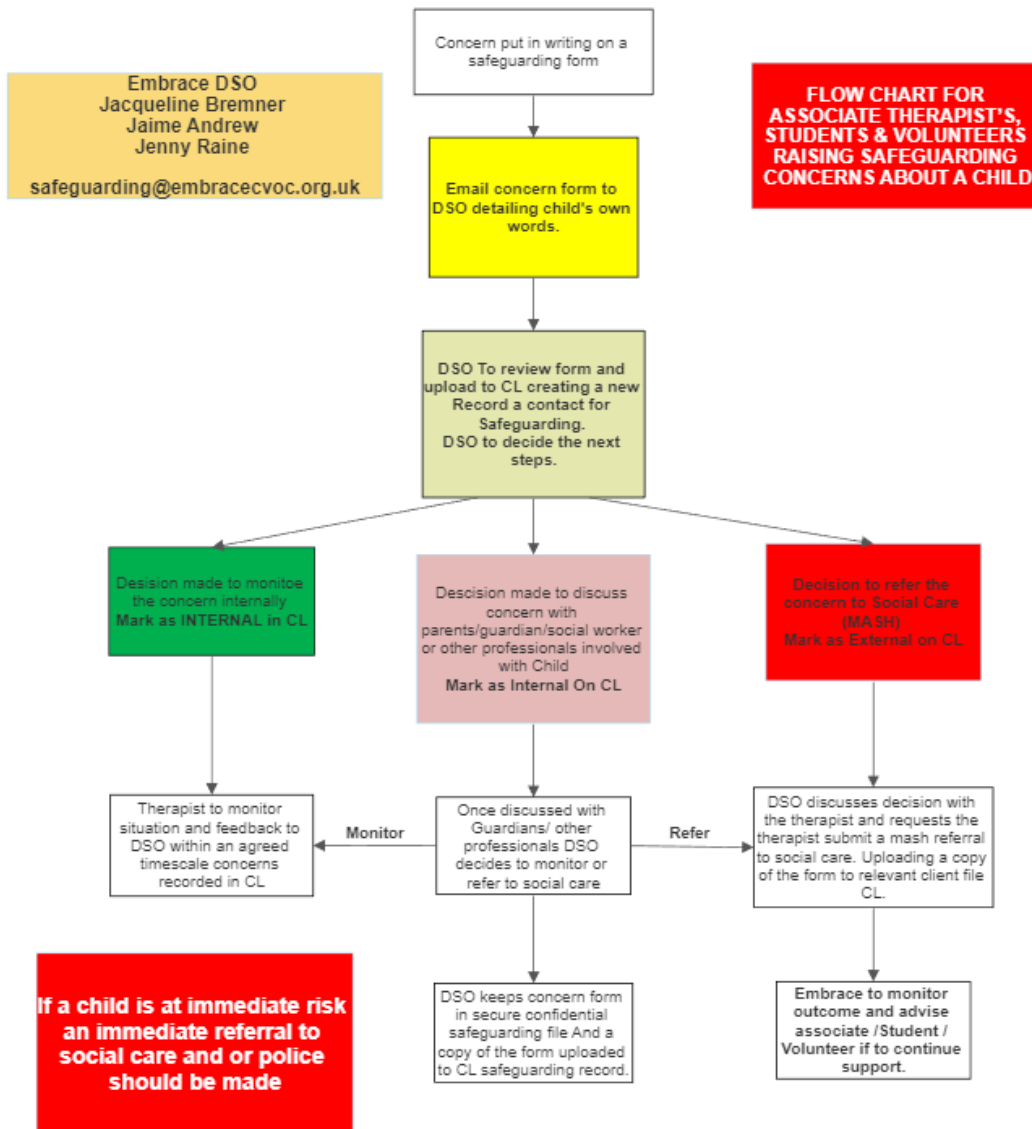 Concern put in writing on a
safeguarding form
Embrace DSO
Jacqueline Bremner
Jaime Andrew
Jenny Raine
safeguarding@embracecvoc.org.uk
FLOW CHART FOR
ASSOCIATE THERAPIST'S,
STUDENTS & VOLUNTEERS
RAISING SAFEGUARDING
CONCERNS ABOUT A CHILD
Email concern form to
DSO detailing child's own
words.
DSO To review form and
upload to CL creating a new
Record a contact for
Safeguarding.
DSO to decide the next
steps.
Desision made to monitoe
the concern internally
Mark as INTERNAL in CL
Descision made to discuss
concern with
parents/guardian/social worker
or other professionals involved
with Child
Mark as Internal On CL
Decision to refer the
concern to Social Care
(MASH)
Mark as External on CL
Therapist to monitor
situation and feedback to
DSO within an agreed
timescale concerns
recorded in CL
Monitor
Once discussed with
Guardians/ other
professionals DSO
decides to monitor or
refer to social care
Refer
DSO discusses decision with
the therapist and requests the
therapist submit a mash referral
to social care. Uploading a copy
of the form to relevant client file
CL.
If a child is at immediate risk
an immediate referral to
social care and or police
should be made
DSO keeps concern form
in secure confidential
safeguarding file And a
copy of the form uploaded
to CL safeguarding record.
Embrace to monitor
outcome and advise
associate /Student /
Volunteer if to continue
support.